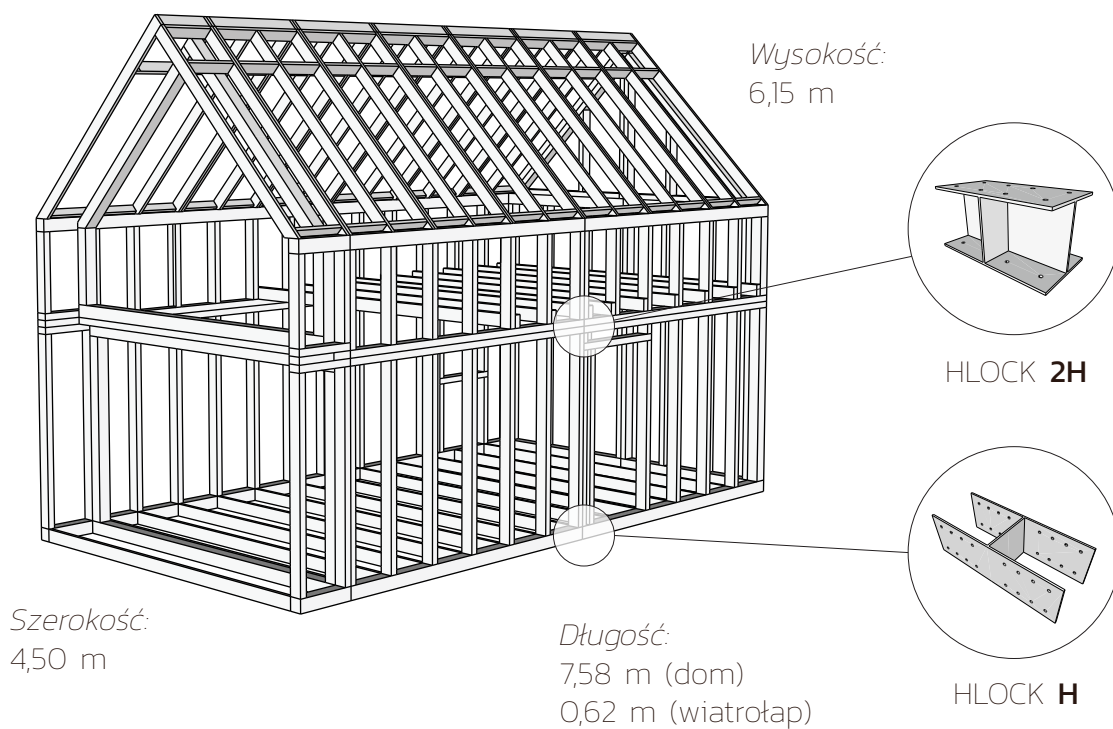 Wysokość:
6,15 m
HLOCK 2H
Szerokość:
4,50 m
Długość:
7,58 m (dom)
0,62 m (wiatrołap)
HLOCK H